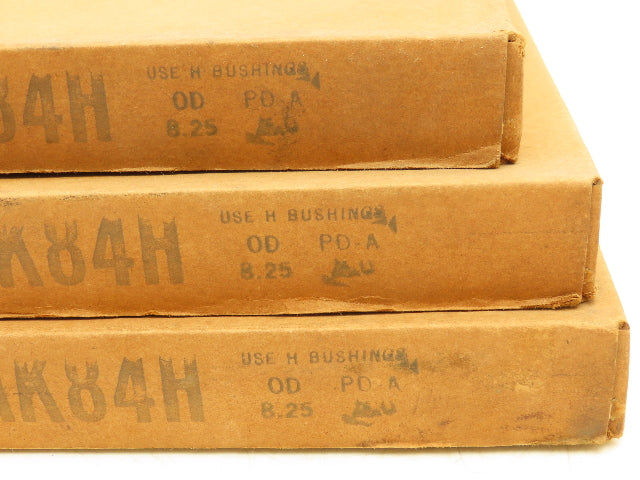 84H
USE H BUSHINGS
OD PD-A
8.25
K84H
USE H BUSHINGS
OD PD-A
8.25
AK84H
USE H BUSHINGS
OD PD-A
8.25